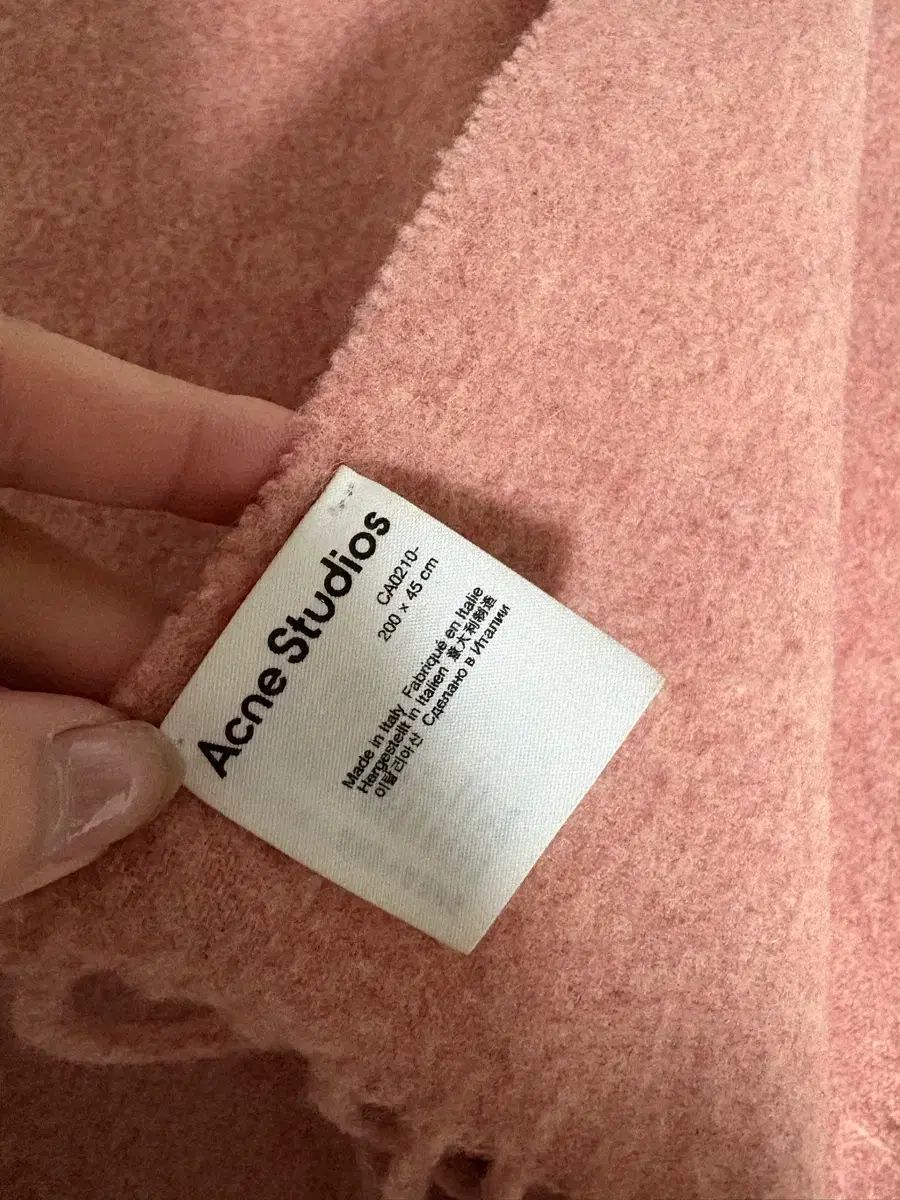 Acne Studios
CA0210-
200 x 45 cm
Made in Italy Fabriqué en Italie
Hergestellt in Italien 意大利制造
이탈리아산 Сделано в Италии